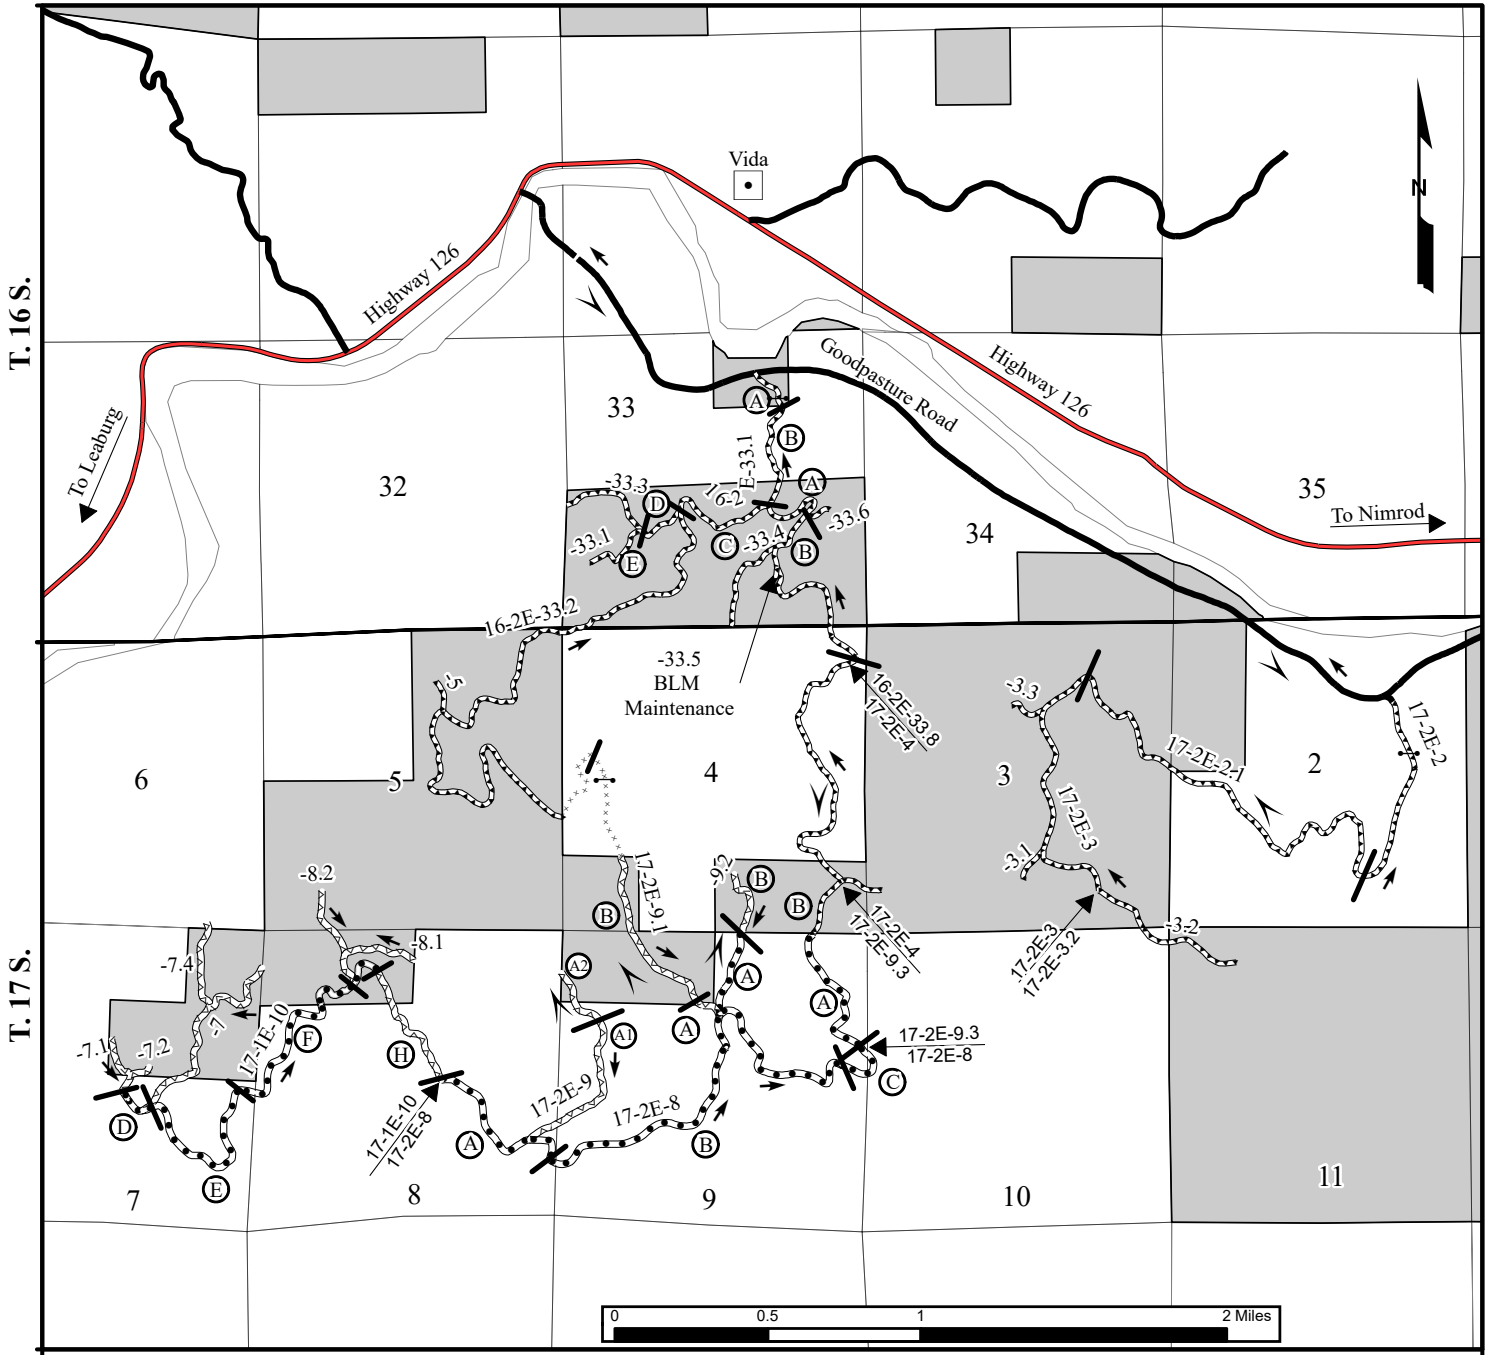 Vida
N
Highway 126
T. 16 S.
Goodpasture Road
Highway 126
To Leaburg
33
A
B
E-33.1
32
35
-33.3
D
16-2
A
To Nimrod
-33.6
34
-33.1
C
-33.4
B
E
16-2E-33.2
-33.5
BLM
Maintenance
-5
-3.3
16-2E-33.8
17-2E-4
17-2E-2
17-2E-2.1
6
5
4
3
2
17-2E-3
-3.1
-8.2
17-2E-9.1
-9.2
B
B
B
17-2E-4
17-2E-9.3
-3.2
17-2E-3
17-2E-3.2
-8.1
-7.4
A2
A
A
T. 17 S.
-7
17-1E-10
F
A1
A
17-2E-9.3
17-2E-8
-7.1
-7.2
H
C
17-2E-9
17-2E-8
D
17-1E-10
17-2E-8
A
B
E
7
8
9
10
11
0 0.5 1 2 Miles